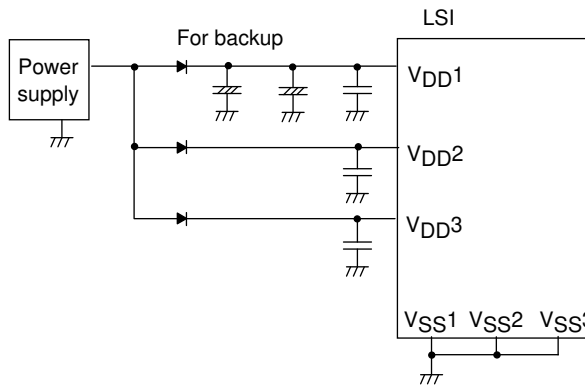 LSI
For backup
Power
supply
VDD1
VDD2
VDD3
VSS1 VSS2 VSS3